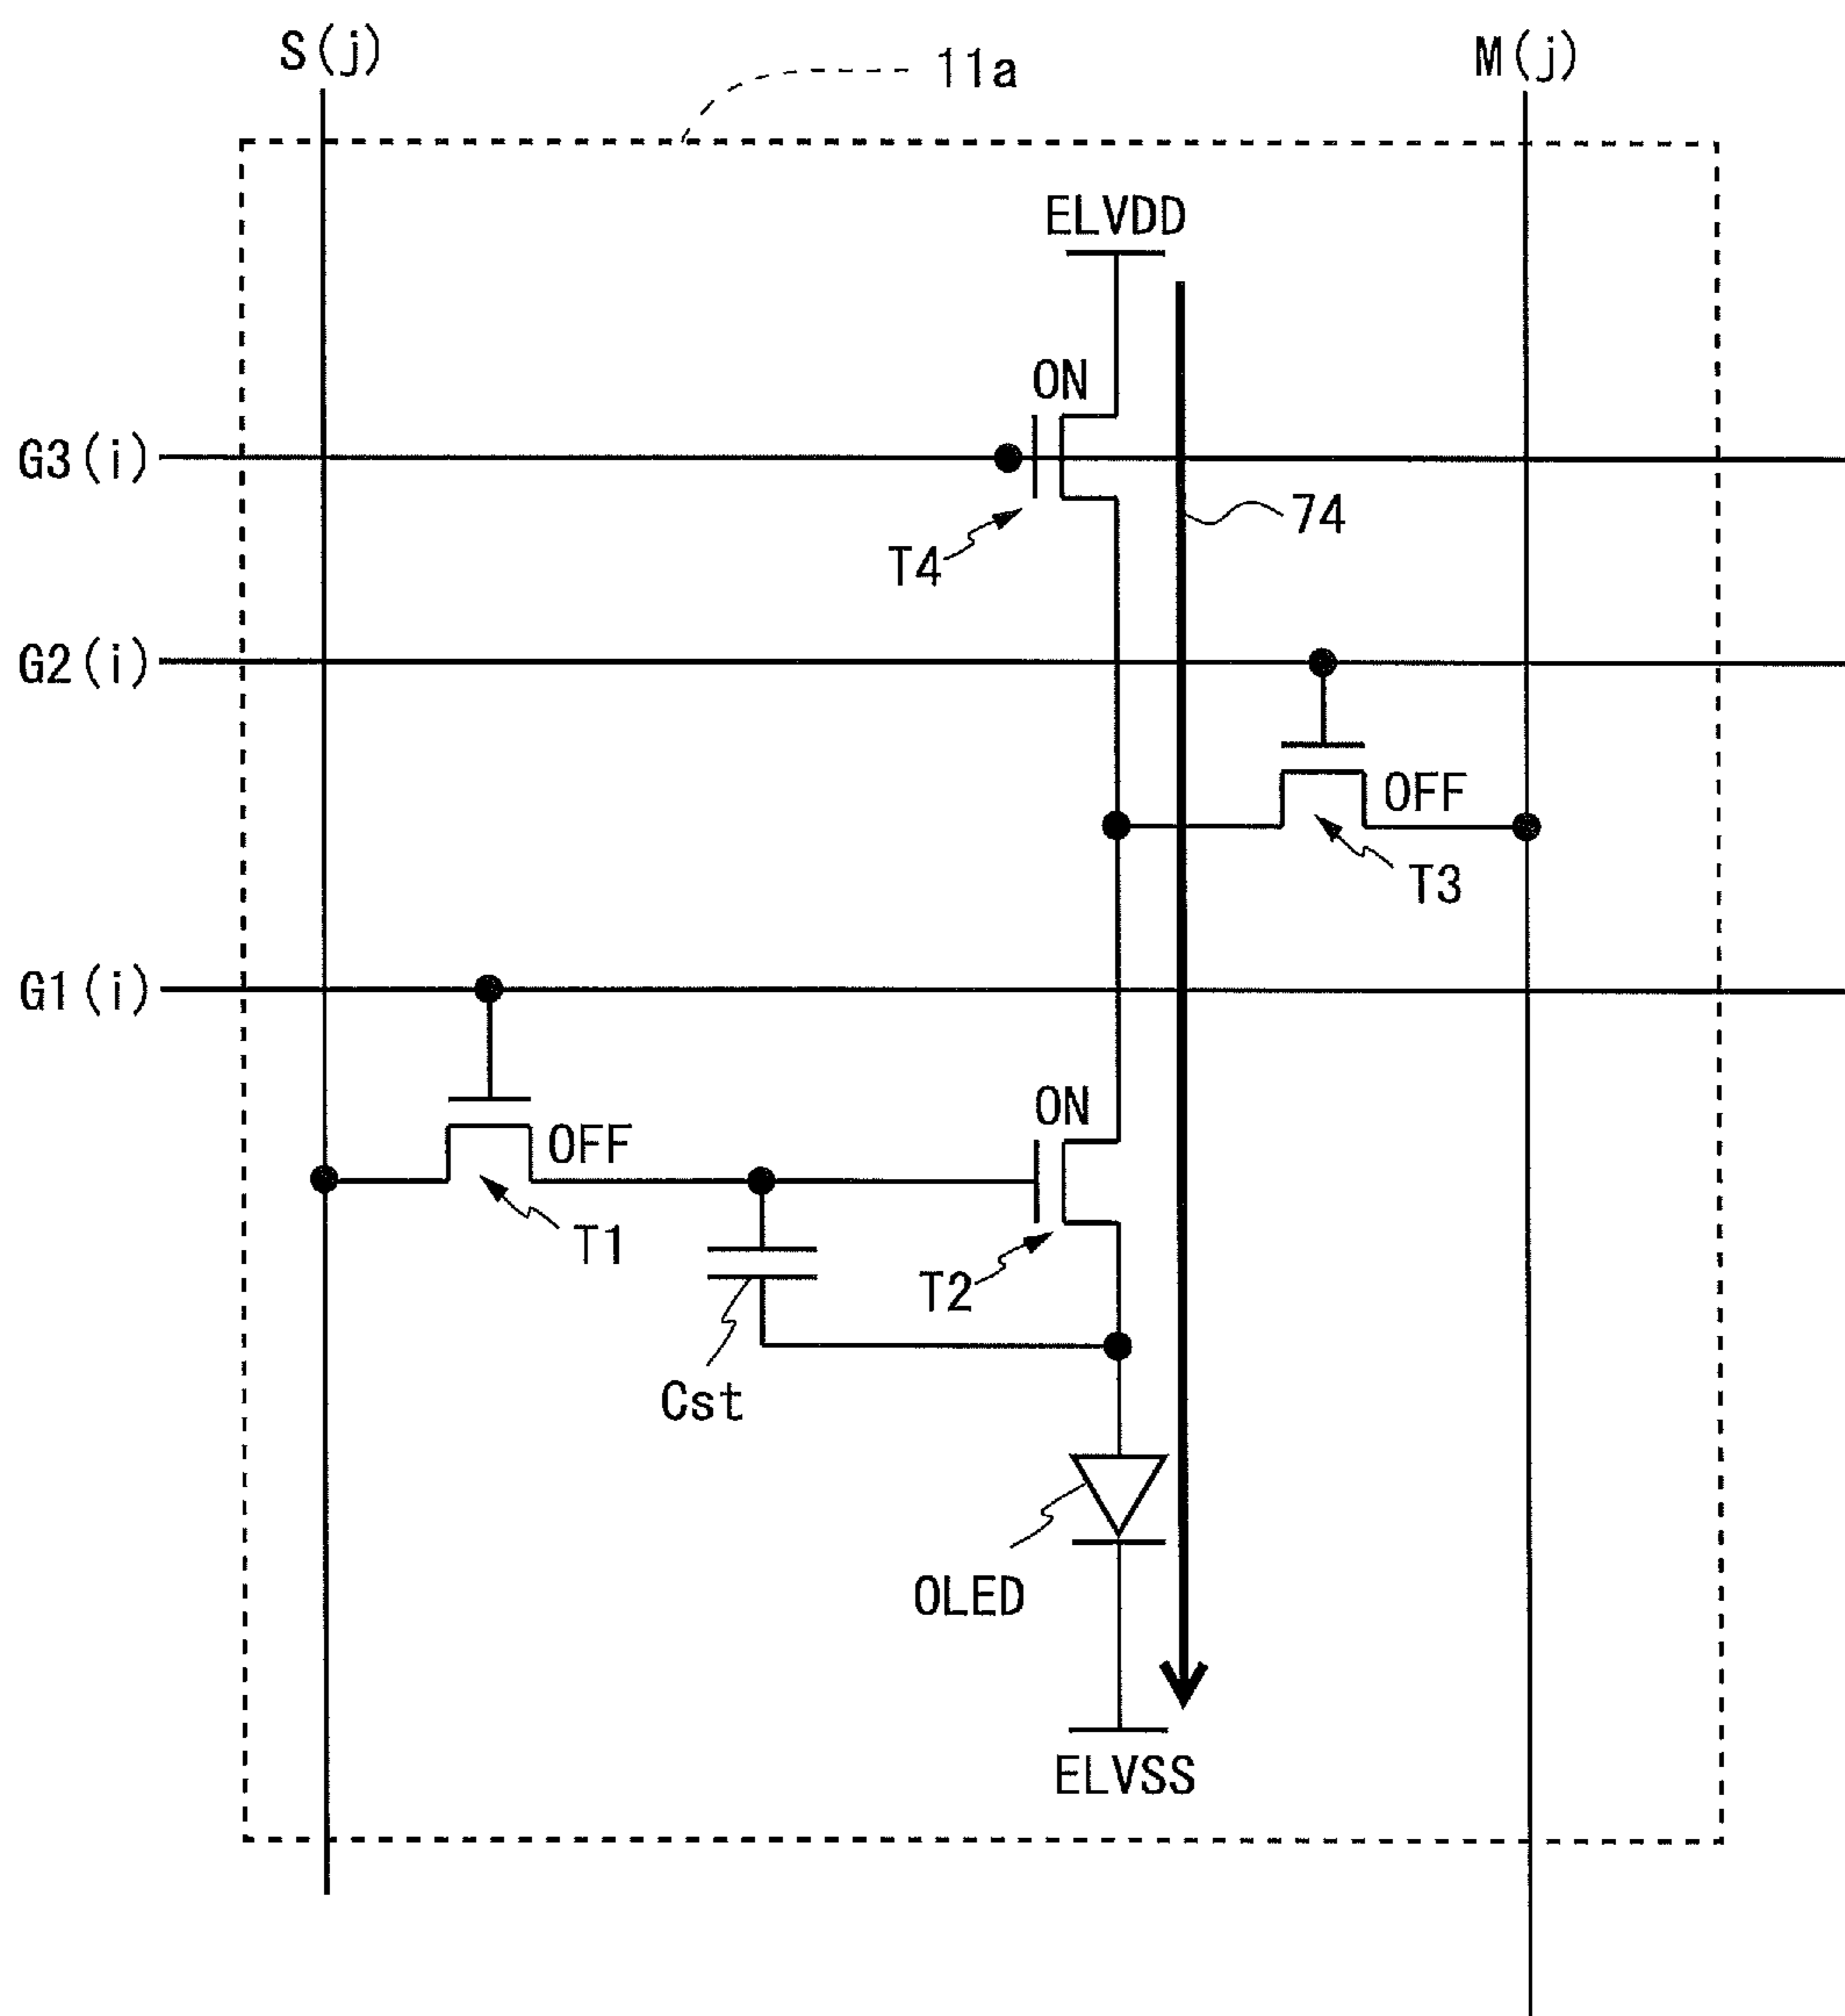 S(j)
11a
M(j)
ELVDD
ON
G3(i)
74
T4
G2(i)
OFF
T3
G1(i)
ON
OFF
T1
T2
Cst
OLED
ELVSS